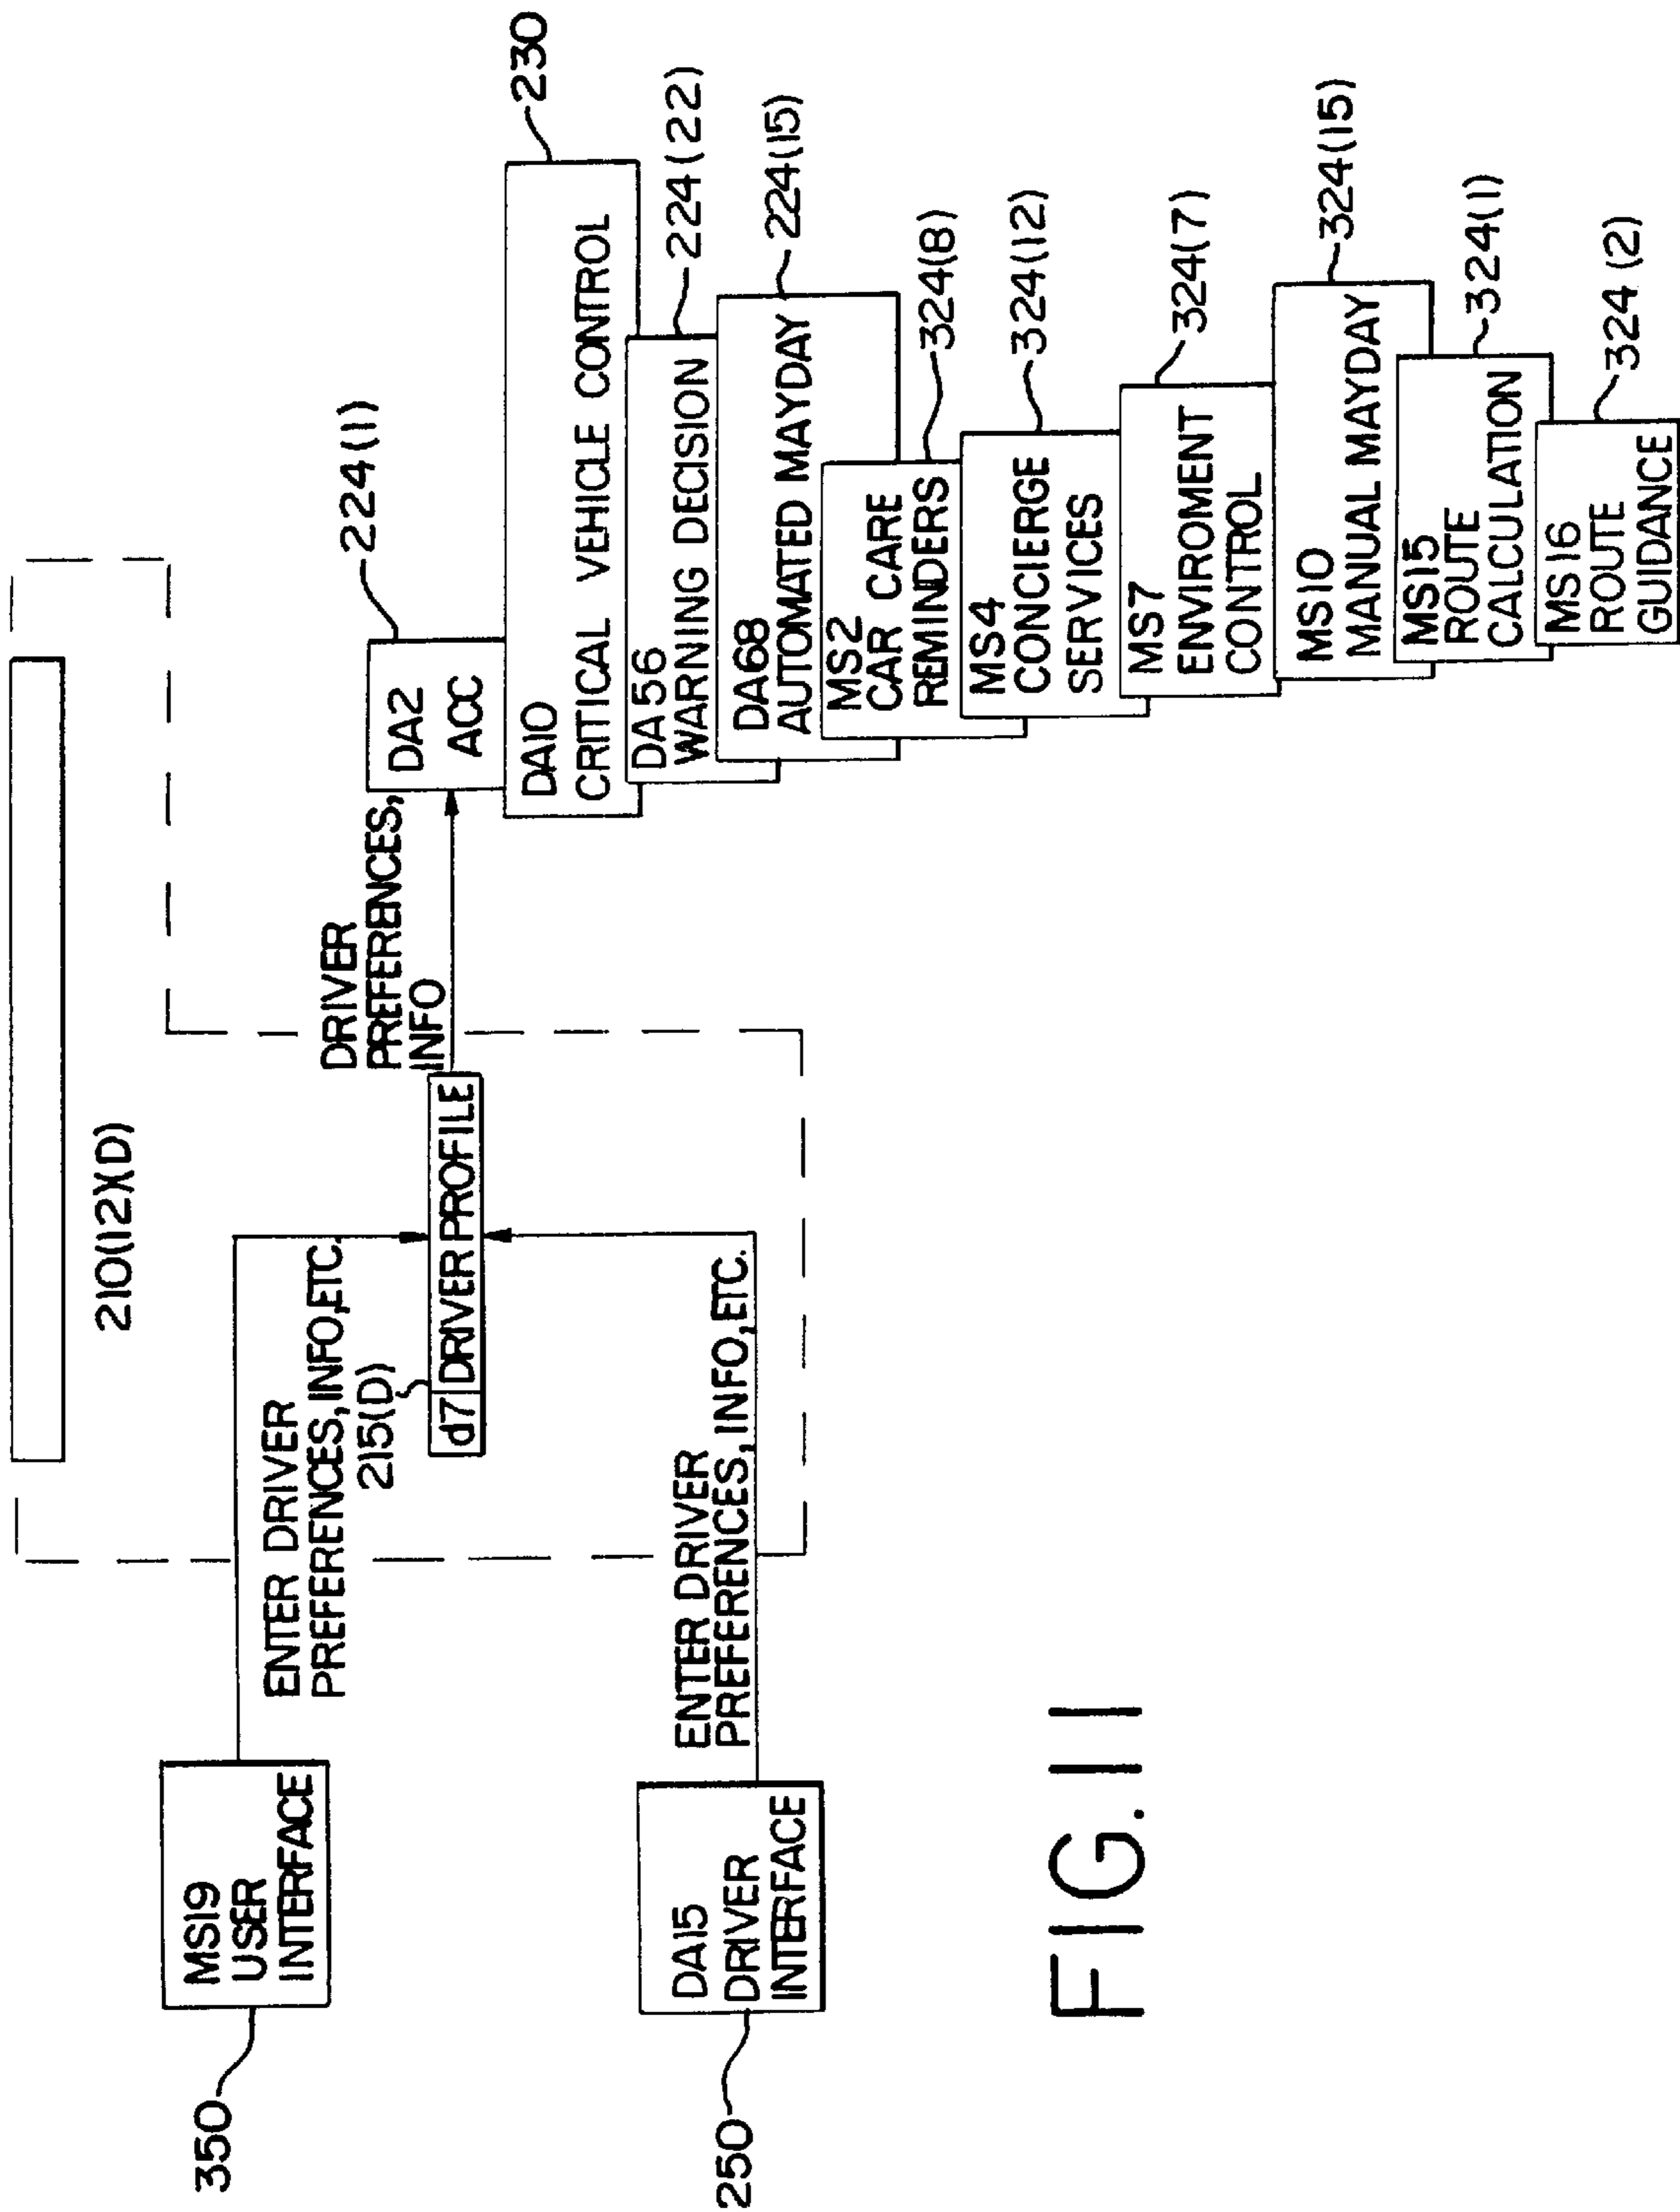 210(12)(D)
350
MS19
USER
INTERFACE
ENTER DRIVER
PREFERENCES, INFO, ETC.
215(D)
d7 DRIVER PROFILE
DRIVER
PREFERENCES,
INFO
250
DA15
DRIVER
INTERFACE
ENTER DRIVER
PREFERENCES, INFO, ETC.
224(1)
DA2
ACC
230
DA10
CRITICAL VEHICLE CONTROL
224(22)
DA56
WARNING DECISION
224(15)
DA68
AUTOMATED MAYDAY
324(8)
MS2
CAR CARE
REMINDERS
324(12)
MS4
CONCIERGE
SERVICES
324(7)
MS7
ENVIROMENT
CONTROL
324(15)
MS10
MANUAL MAYDAY
324(1)
MS15
ROUTE
CALCULATION
324(2)
MS16
ROUTE
GUIDANCE
FIG. 11